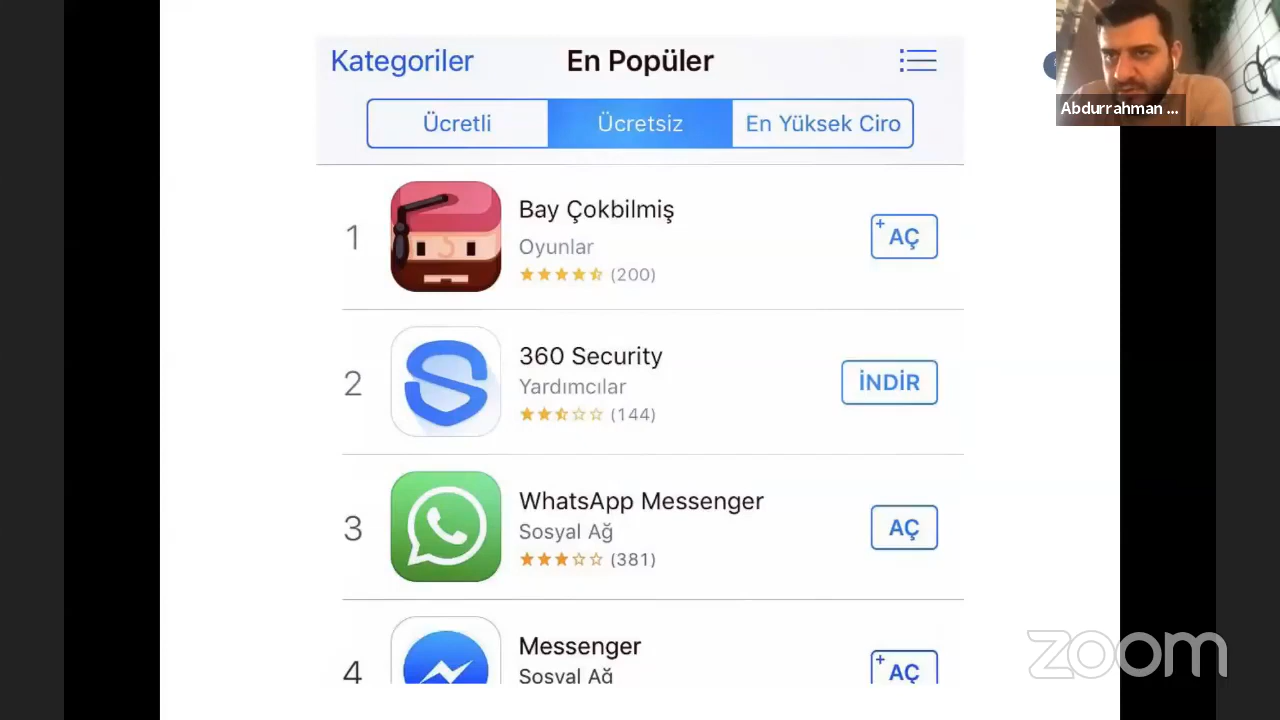 Kategoriler En Popüler
Ücretli Ücretsiz En Yüksek Ciro
1 Bay Çokbilmiş
Oyunlar
(200)
+AÇ
2 360 Security
Yardımcılar
(144)
İNDİR
3 WhatsApp Messenger
Sosyal Ağ
(381)
AÇ
4 Messenger
Sosyal Ağ
+AÇ
Abdurrahman ...
zoom